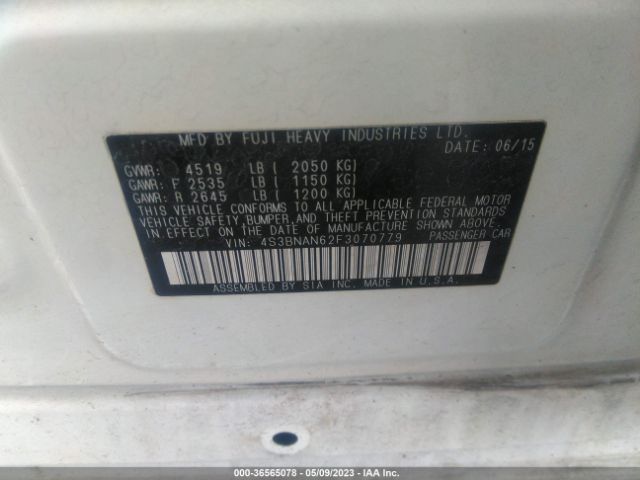 MFD BY FUJI HEAVY INDUSTRIES LTD.
DATE: 06/15
GVWR: 4519 LB ( 2050 KG)
GAWR: F 2535 LB ( 1150 KG)
GAWR: R 2645 LB ( 1200 KG)
THIS VEHICLE CONFORMS TO ALL APPLICABLE FEDERAL MOTOR
VEHICLE SAFETY, BUMPER, AND THEFT PREVENTION STANDARDS
IN EFFECT ON THE DATE OF MANUFACTURE SHOWN ABOVE.
VIN: 4S3BNAN62F3070779 PASSENGER CAR
ASSEMBLED BY SIA INC. MADE IN U.S.A.
000-36565078 - 05/09/2023 - IAA Inc.